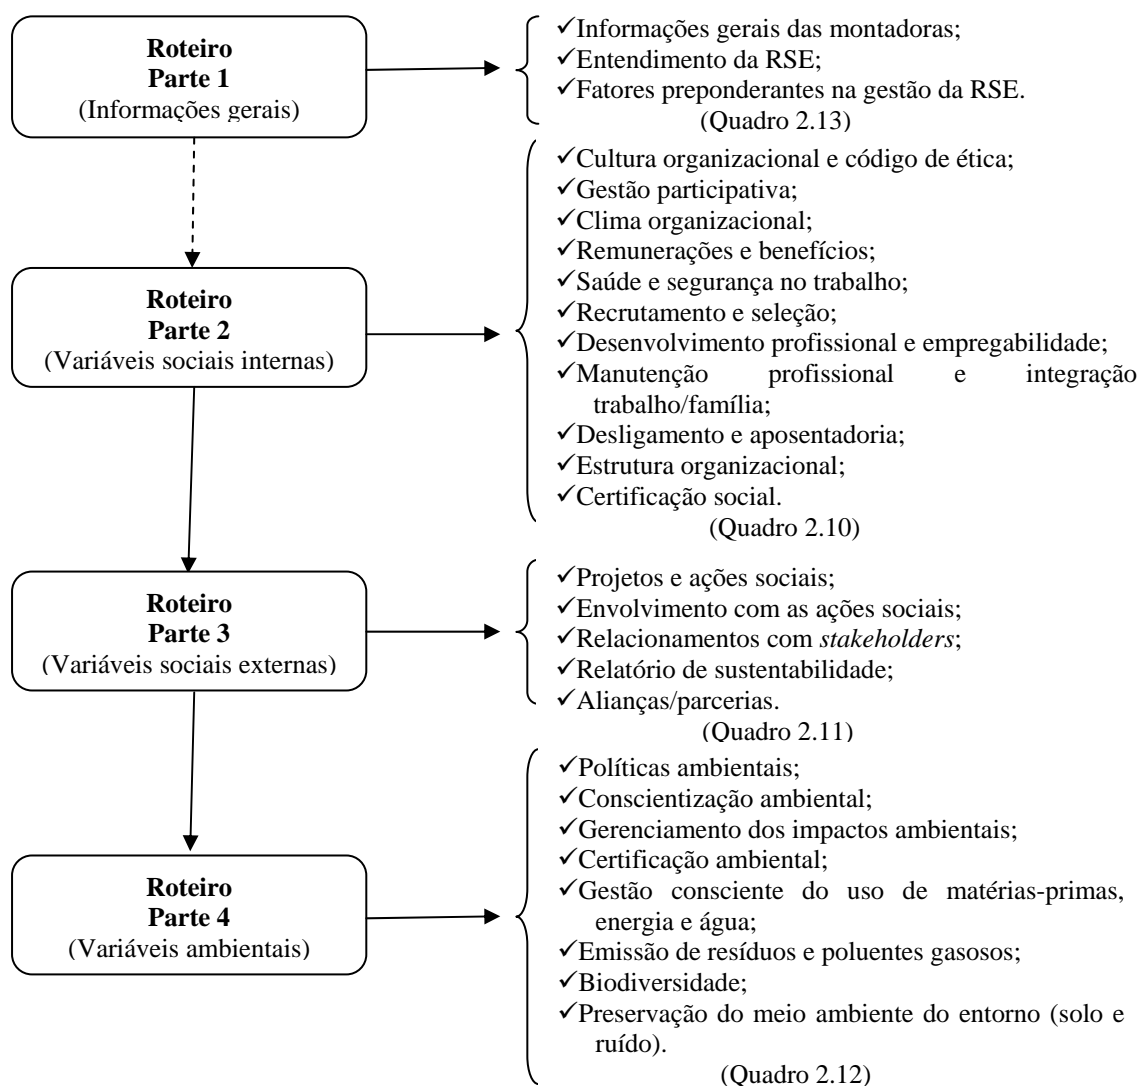 Roteiro
Parte 1
(Informações gerais)
✓Informações gerais das montadoras;
✓Entendimento da RSE;
✓Fatores preponderantes na gestão da RSE.
(Quadro 2.13)
Roteiro
Parte 2
(Variáveis sociais internas)
✓Cultura organizacional e código de ética;
✓Gestão participativa;
✓Clima organizacional;
✓Remunerações e benefícios;
✓Saúde e segurança no trabalho;
✓Recrutamento e seleção;
✓Desenvolvimento profissional e empregabilidade;
✓Manutenção profissional e integração
trabalho/família;
✓Desligamento e aposentadoria;
✓Estrutura organizacional;
✓Certificação social.
(Quadro 2.10)
Roteiro
Parte 3
(Variáveis sociais externas)
✓Projetos e ações sociais;
✓Envolvimento com as ações sociais;
✓Relacionamentos com stakeholders;
✓Relatório de sustentabilidade;
✓Alianças/parcerias.
(Quadro 2.11)
Roteiro
Parte 4
(Variáveis ambientais)
✓Políticas ambientais;
✓Conscientização ambiental;
✓Gerenciamento dos impactos ambientais;
✓Certificação ambiental;
✓Gestão consciente do uso de matérias-primas,
energia e água;
✓Emissão de resíduos e poluentes gasosos;
✓Biodiversidade;
✓Preservação do meio ambiente do entorno (solo e
ruído).
(Quadro 2.12)